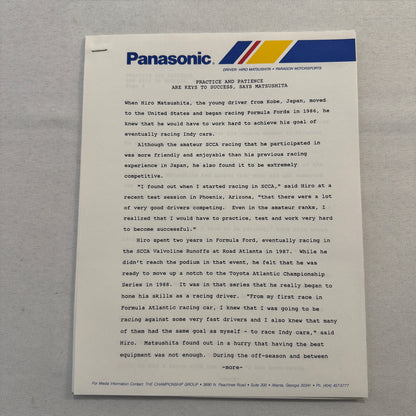 Panasonic.
DRIVER: HIRO MATSUSHITA • PARAGON MOTORSPORTS
PRACTICE AND PATIENCE
ARE KEYS TO SUCCESS, SAYS MATSUSHITA
When Hiro Matsushita, the young driver from Kobe, Japan, moved
to the United States and began racing Formula Fords in 1986, he
knew that he would have to work hard to achieve his goal of
eventually racing Indy cars.
Although the amateur SCCA racing that he participated in
was more friendly and enjoyable than his previous racing
experience in Japan, he also found it to be extremely
competitive.
"I found out when I started racing in SCCA," said Hiro at a
recent test session in Phoenix, Arizona, "that there were a lot
of very good drivers competing. Even in the amateur ranks, I
realized that I would have to practice, test and work very hard
to become successful."
Hiro spent two years in Formula Ford, eventually racing in
the SCCA Valvoline Runoffs at Road Atlanta in 1987. While he
didn't reach the podium in that event, he felt that he was
ready to move up a notch to the Toyota Atlantic Championship
Series in 1988. It was in that series that he really began to
hone his skills as a racing driver. "From my first race in
Formula Atlantic racing car, I knew that I was going to be
racing against some very fast drivers and I also knew that many
of them had the same goal as myself - to race Indy cars," said
Hiro. Matsushita found out in a hurry that having the best
equipment was not enough. During the off-season and between
-more-
For Media Information Contact: THE CHAMPIONSHIP GROUP • 3690 N. Peachtree Road • Suite 200 • Atlanta, Georgia 30341 • Ph. (404) 457-5777